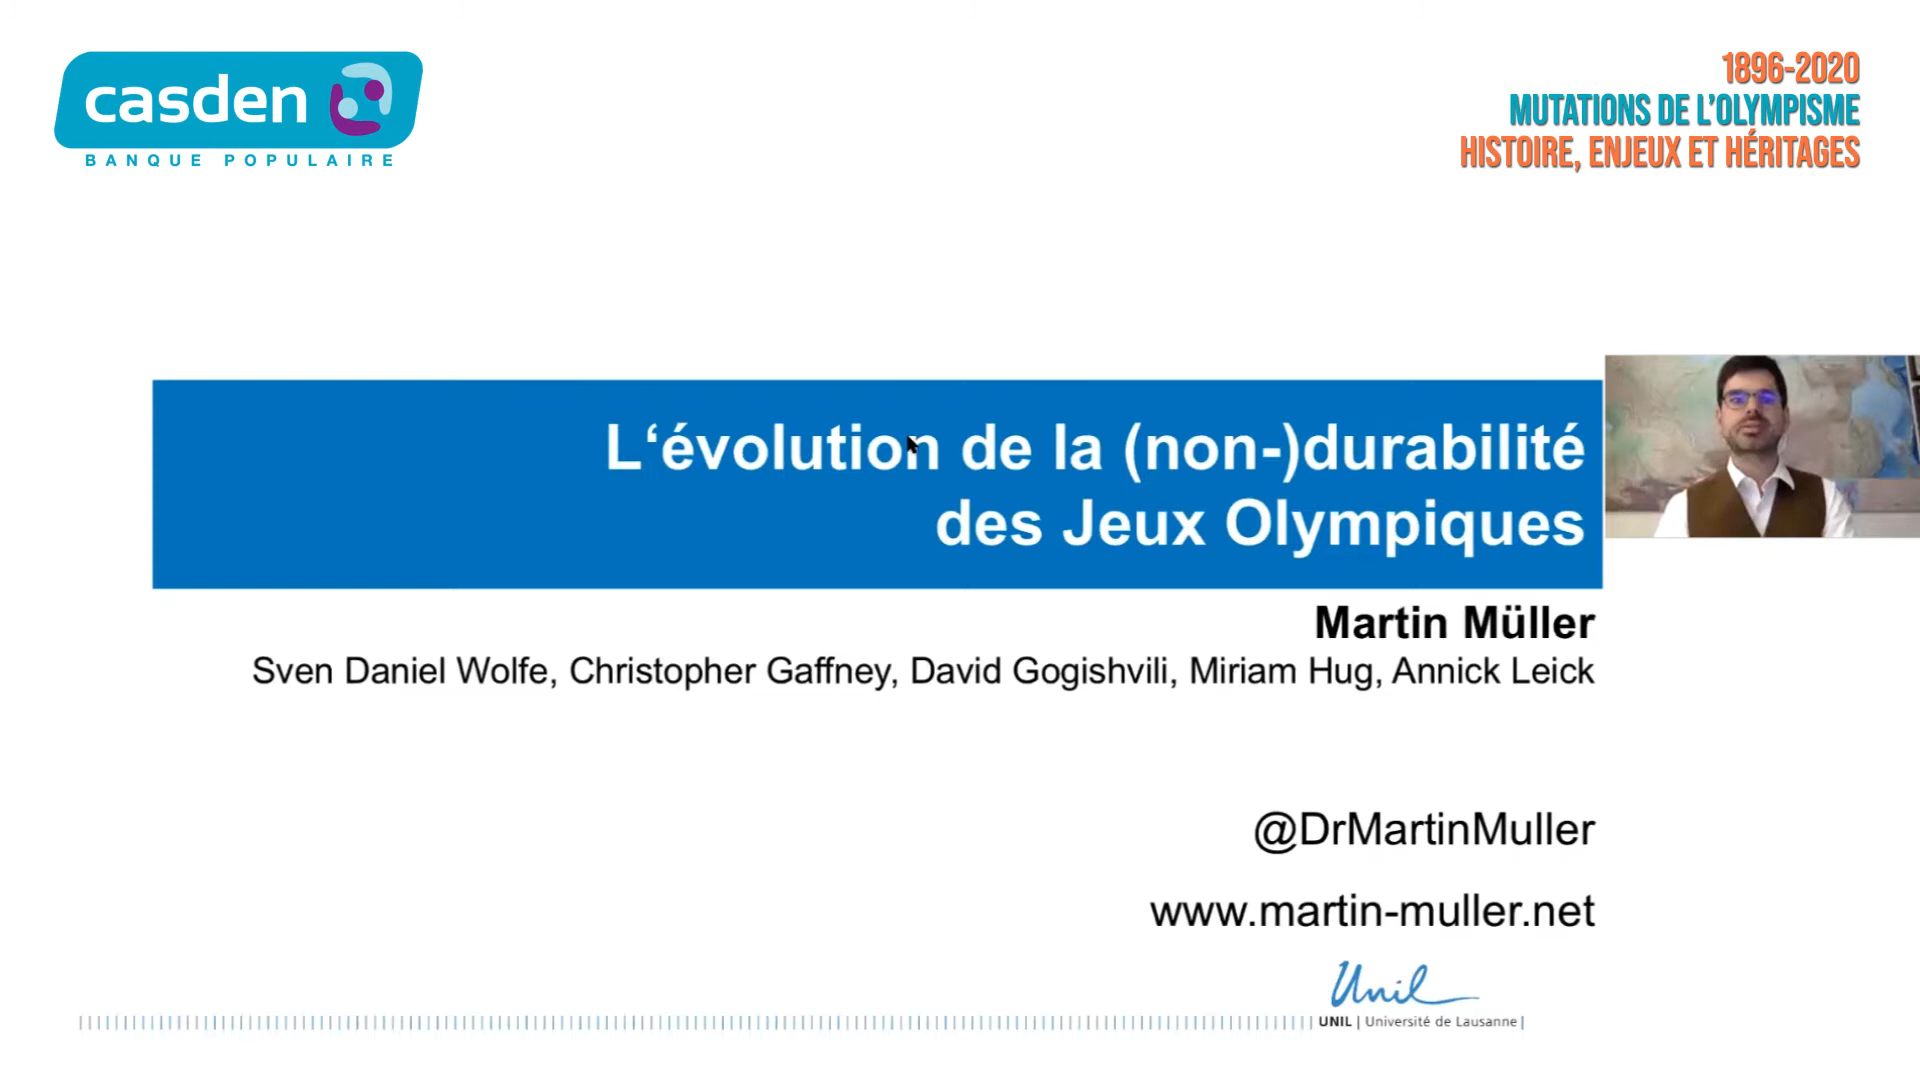 casden
BANQUE POPULAIRE
1896-2020
MUTATIONS DE L'OLYMPISME
HISTOIRE, ENJEUX ET HÉRITAGES
L‘évolution de la (non-)durabilité
des Jeux Olympiques
Martin Müller
Sven Daniel Wolfe, Christopher Gaffney, David Gogishvili, Miriam Hug, Annick Leick
@DrMartinMuller
www.martin-muller.net
Unil
UNIL | Université de Lausanne